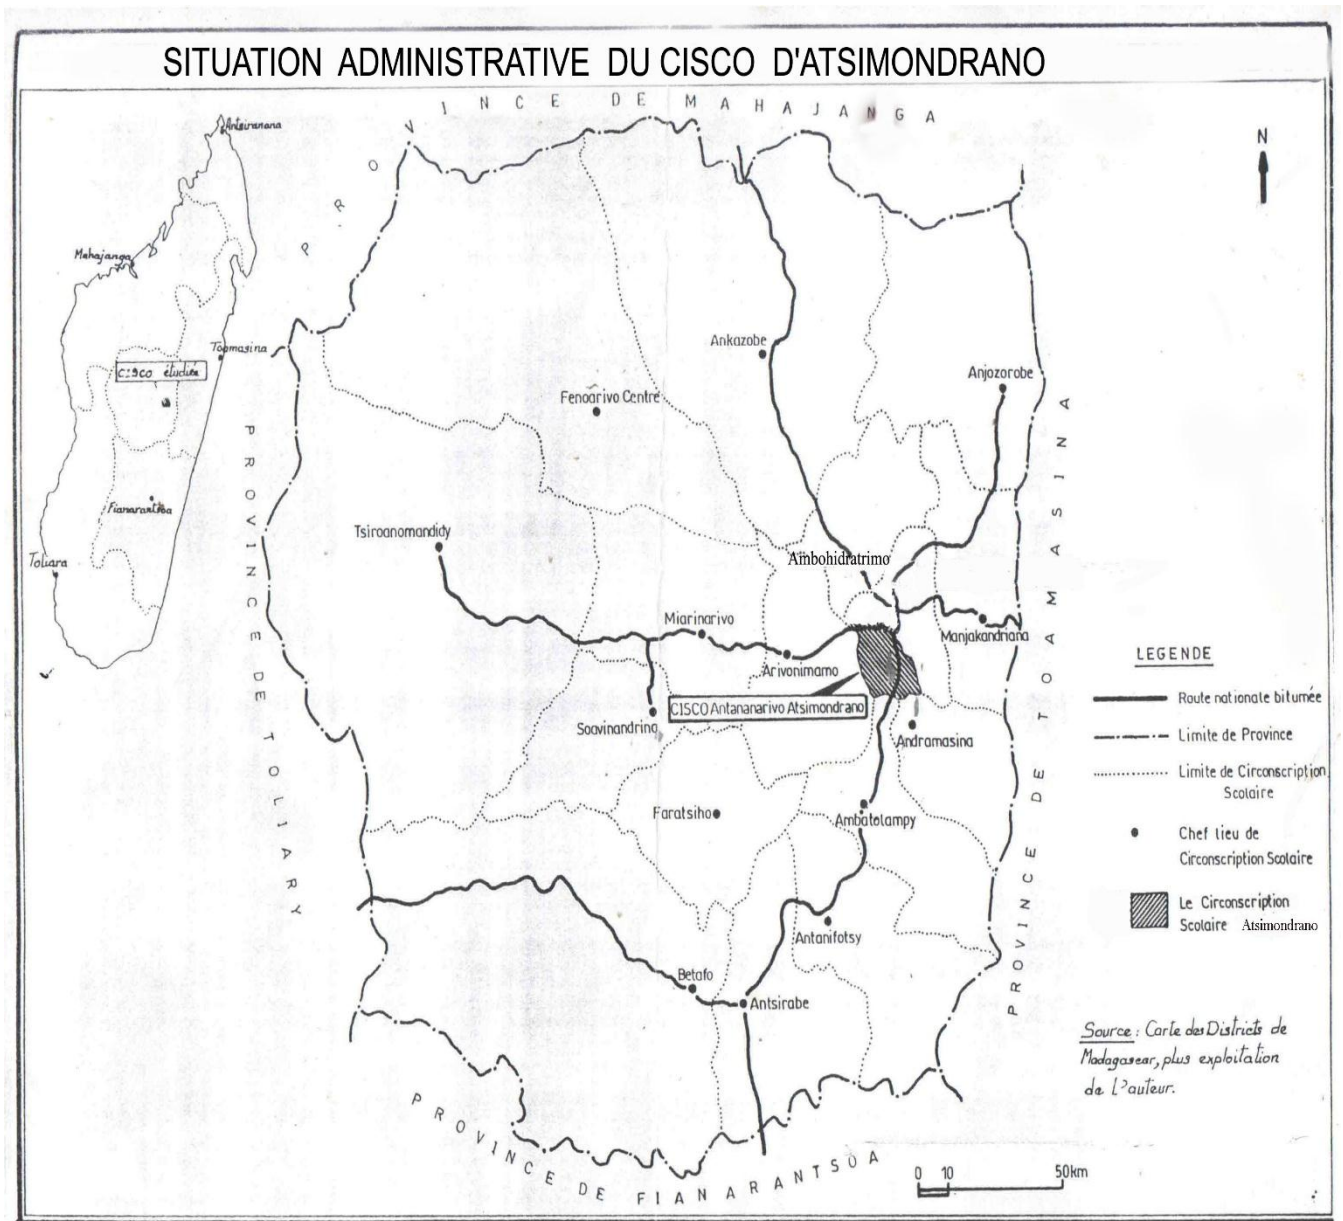 SITUATION ADMINISTRATIVE DU CISCO D'ATSIMONDRANO
PROVINCE DE MAHAJANGA
N
Antsiranana
Mahajanga
Toamasina
CISCO étudiée
Fianarantsoa
Toliara
PROVINCE DE TOLIARY
PROVINCE DE TOAMASINA
PROVINCE DE FIANARANTSOA
Ankazobe
Anjozorobe
Fenoarivo Centre
Tsiroanomandidy
Ambohidratrimo
Miarinarivo
Manjakandriana
Arivonimamo
CISCO Antananarivo Atsimondrano
Soavinandrina
Andramasina
Faratsiho
Ambatolampy
Antanifotsy
Betafo
Antsirabe
LEGENDE
Route nationale bitumée
Limite de Province
Limite de Circonscription
Scolaire
Chef lieu de
Circonscription Scolaire
Le Circonscription
Scolaire Atsimondrano
Source : Carte des Districts de
Madagascar, plus exploitation
de l'auteur.
0 10 50km